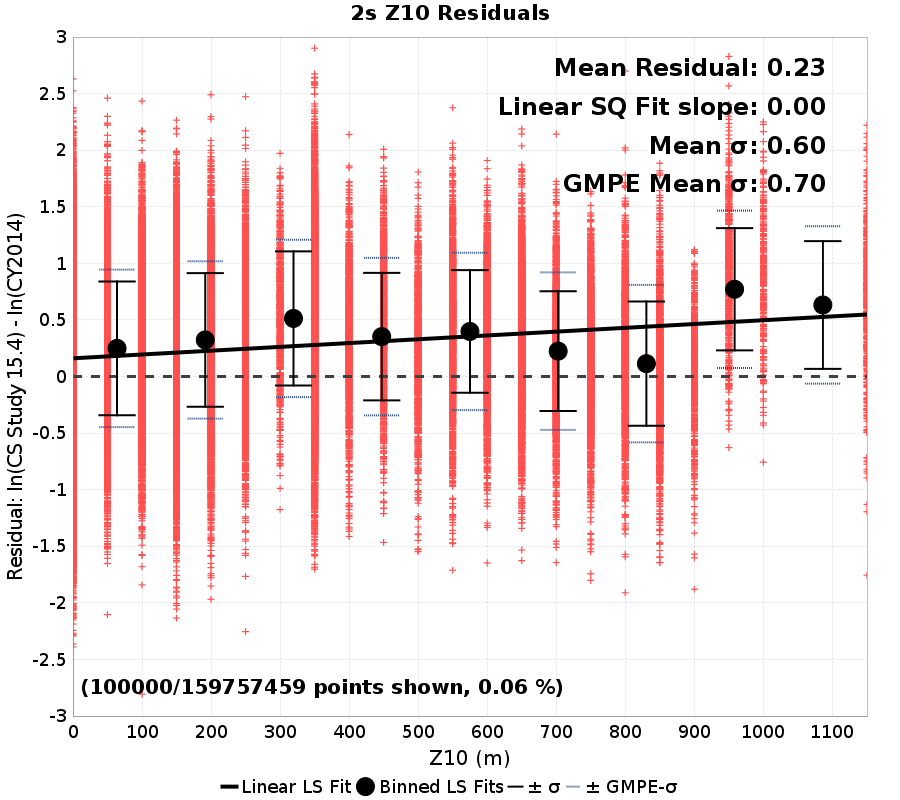 2s Z10 Residuals
Mean Residual: 0.23
Linear SQ Fit slope: 0.00
Mean σ: 0.60
GMPE Mean σ: 0.70
Residual: ln(CS Study 15.4) - ln(CY2014)
3
2.5
2
1.5
1
0.5
0
-0.5
-1
-1.5
-2
-2.5
-3
(100000/159757459 points shown, 0.06 %)
0 100 200 300 400 500 600 700 800 900 1000 1100
Z10 (m)
Linear LS Fit Binned LS Fits ± σ ± GMPE-σ